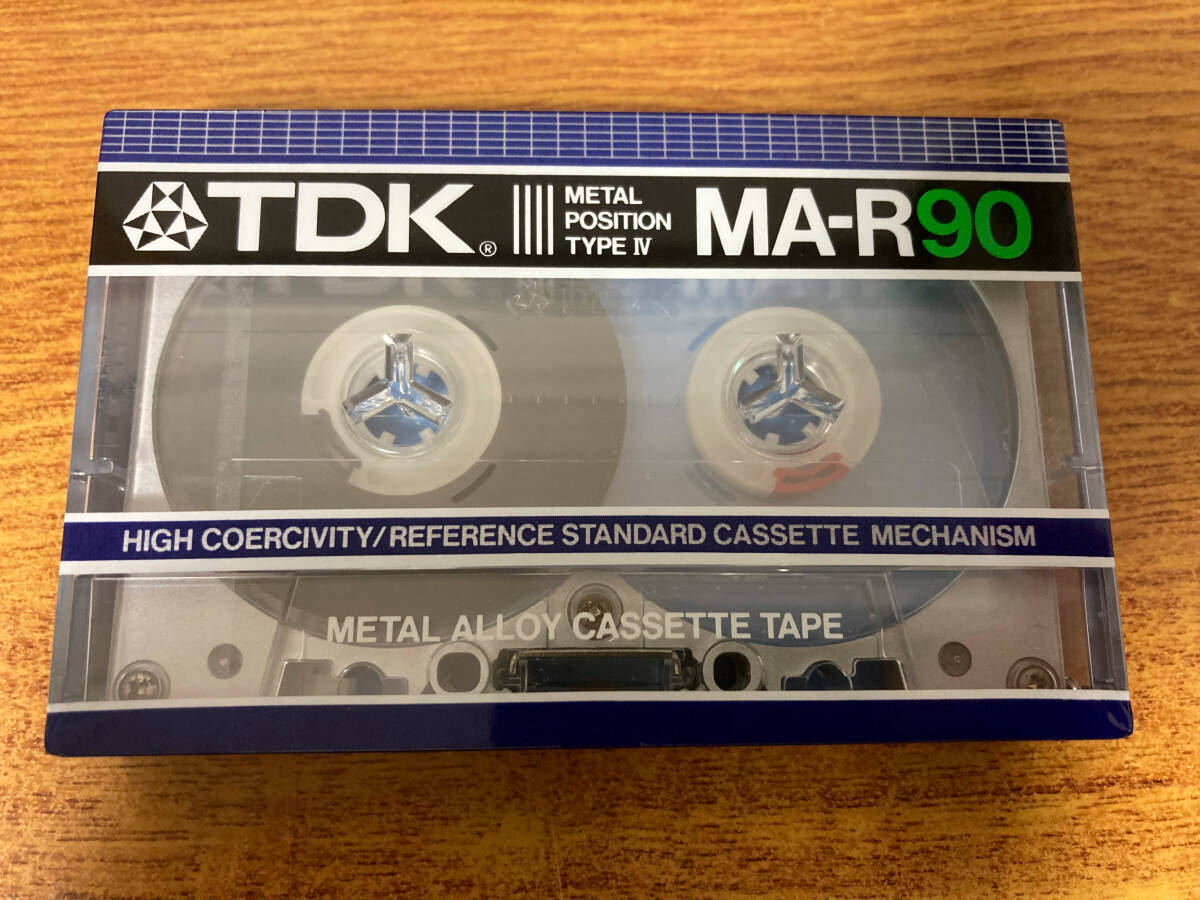 TDK®
METAL
POSITION
TYPE IV
MA-R90
HIGH COERCIVITY/REFERENCE STANDARD CASSETTE MECHANISM
METAL ALLOY CASSETTE TAPE